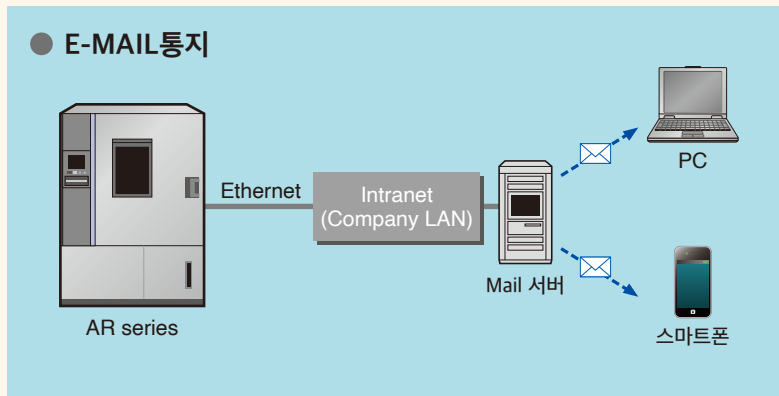 ● E-MAIL통지
Ethernet
Intranet
(Company LAN)
PC
Mail 서버
AR series
스마트폰